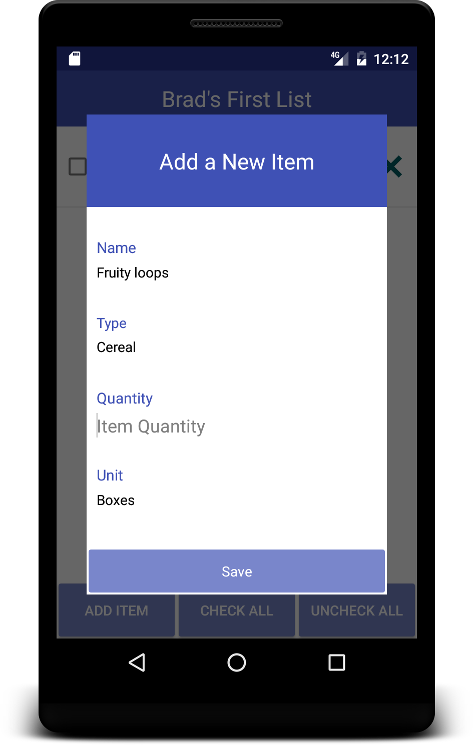 4G 12:12
Brad's First List
Add a New Item
Name
Fruity loops
Type
Cereal
Quantity
Item Quantity
Unit
Boxes
Save
ADD ITEM CHECK ALL UNCHECK ALL